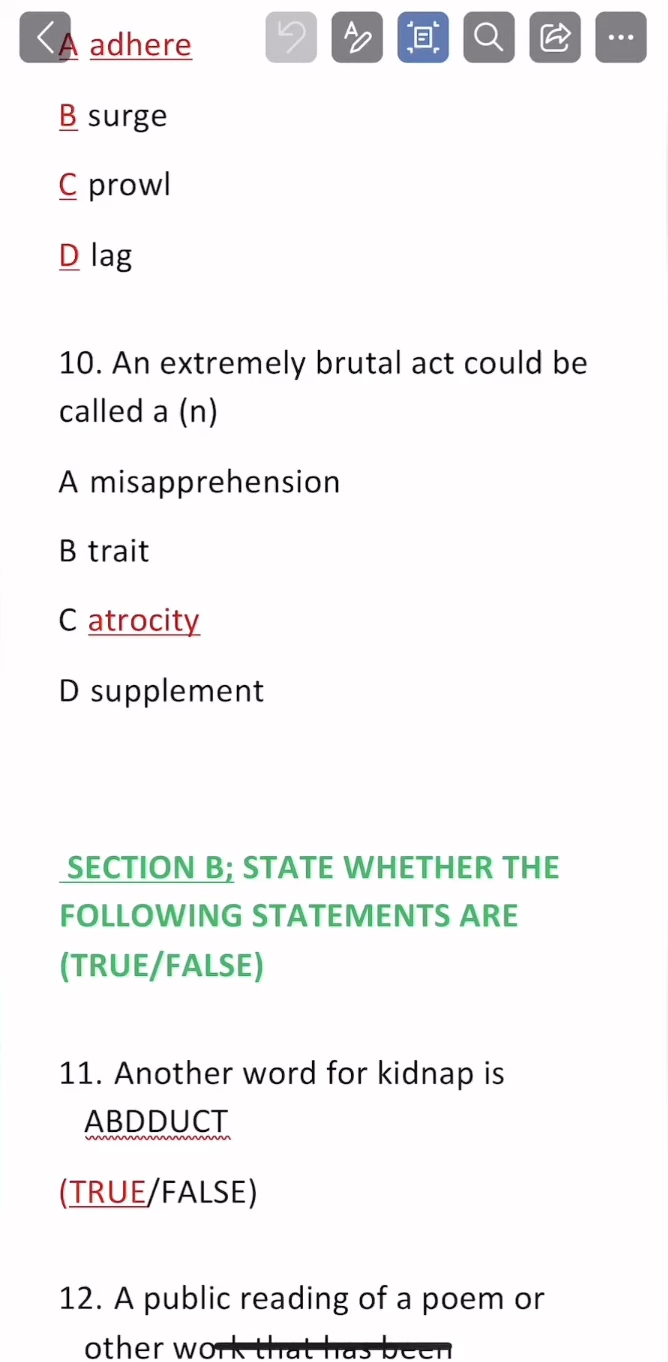 A adhere
B surge
C prowl
D lag
10. An extremely brutal act could be
called a (n)
A misapprehension
B trait
C atrocity
D supplement
SECTION B; STATE WHETHER THE
FOLLOWING STATEMENTS ARE
(TRUE/FALSE)
11. Another word for kidnap is
ABDDUCT
(TRUE/FALSE)
12. A public reading of a poem or
other work that has been